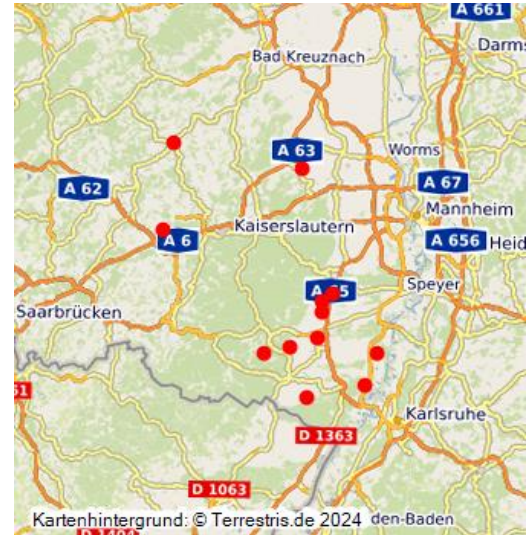 A 661
Bad Kreuznach
Darms
A 63
Worms
A 62
A 67
Mannheim
Kaiserslautern
A 6
A 656
Heid
Speyer
A 65
Saarbrücken
61
Karlsruhe
D 1363
D 1063
Kartenhintergrund: © Terrestris.de 2024
den-Baden